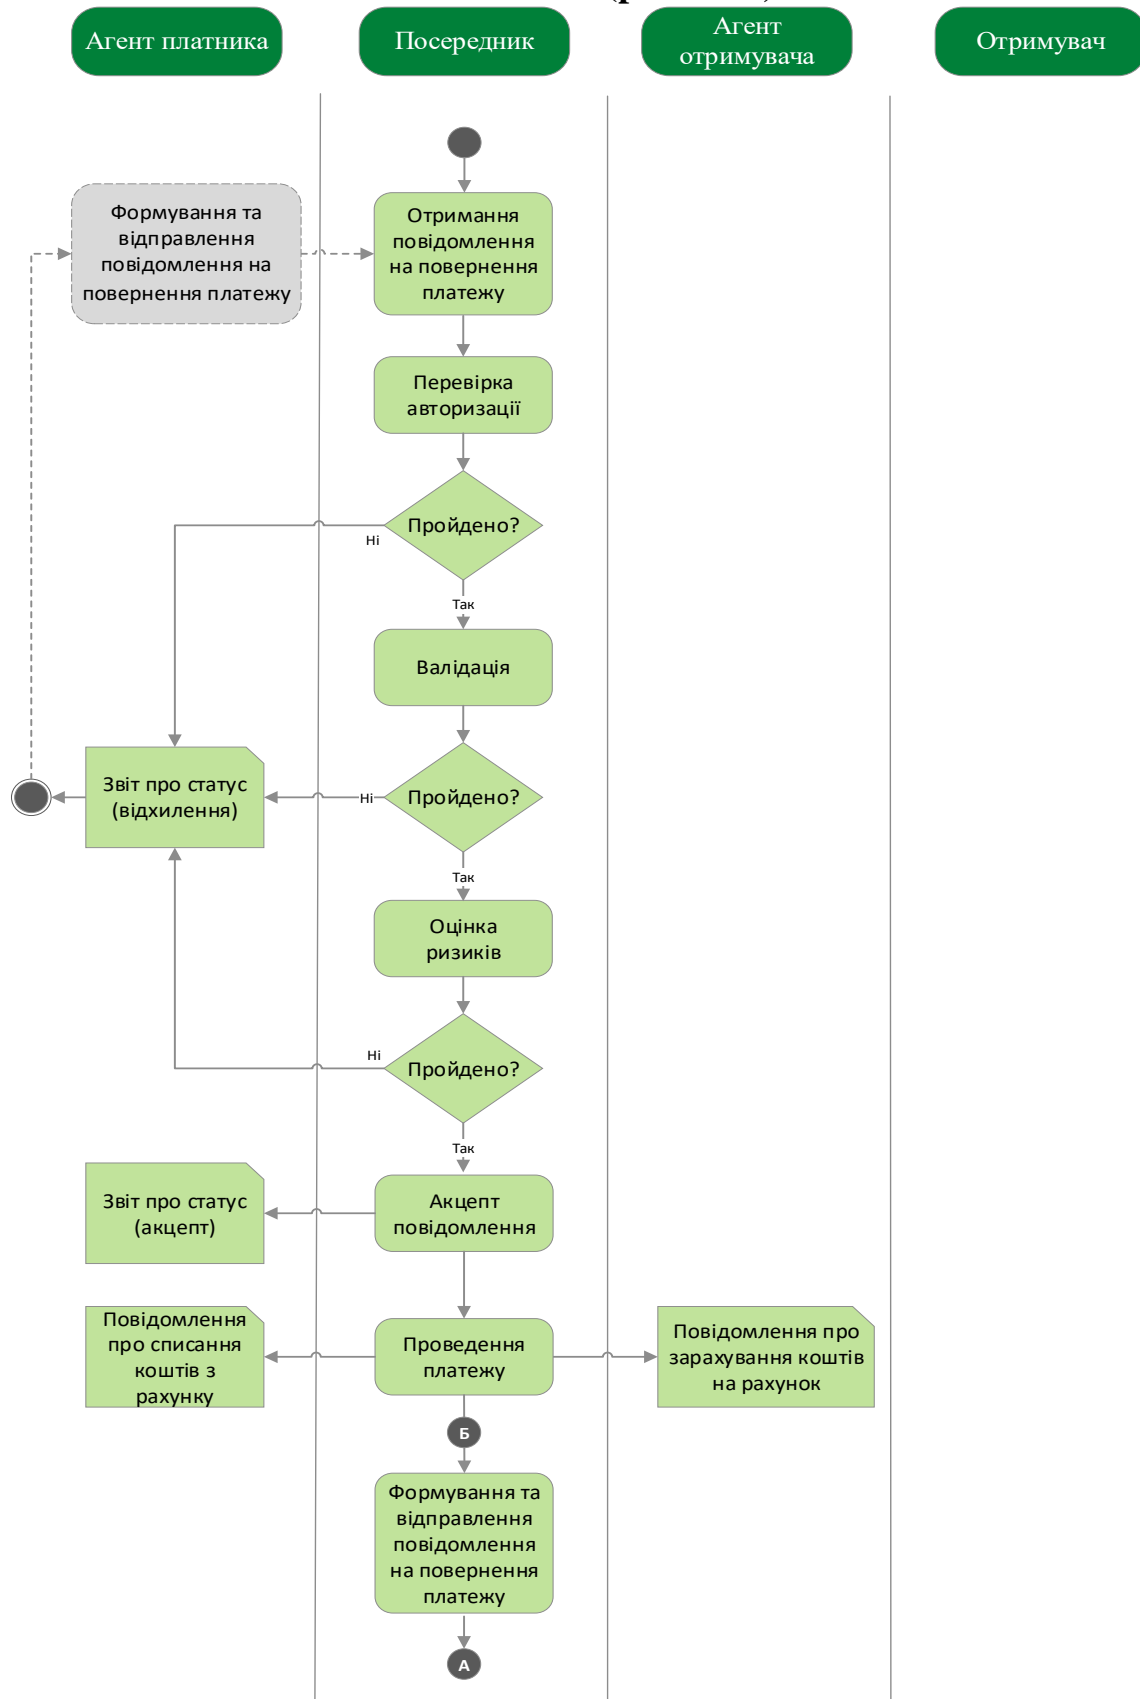 Агент платника
Посередник
Агент
отримувача
Отримувач
Формування та
відправлення
повідомлення на
повернення платежу
Отримання
повідомлення
на повернення
платежу
Перевірка
авторизації
Пройдено?
Ні
Так
Валідація
Звіт про статус
(відхилення)
Ні
Пройдено?
Так
Оцінка
ризиків
Ні
Пройдено?
Так
Звіт про статус
(акцепт)
Акцепт
повідомлення
Повідомлення
про списання
коштів з
рахунку
Проведення
платежу
Повідомлення про
зарахування коштів
на рахунок
Б
Формування та
відправлення
повідомлення
на повернення
платежу
А